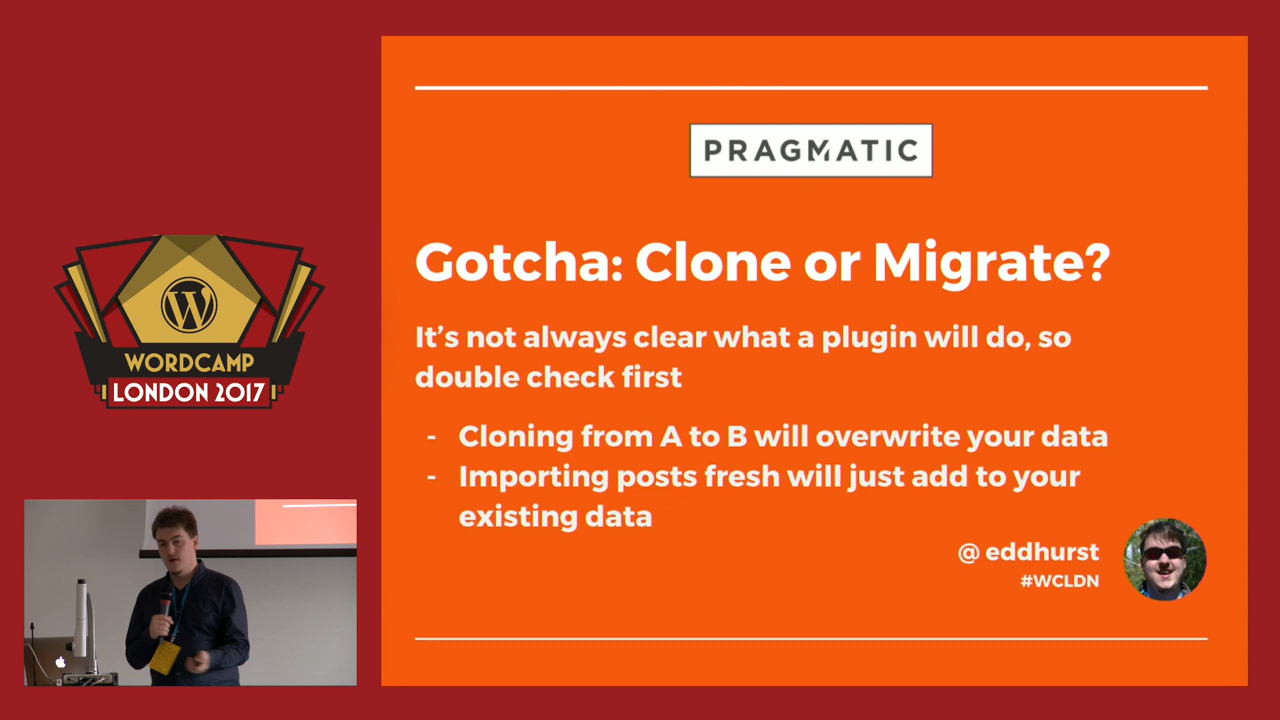 PRAGMATIC
Gotcha: Clone or Migrate?
It's not always clear what a plugin will do, so
double check first
- Cloning from A to B will overwrite your data
- Importing posts fresh will just add to your
existing data
@ eddhurst
#WCLDN
W
WORDCAMP
LONDON 2017